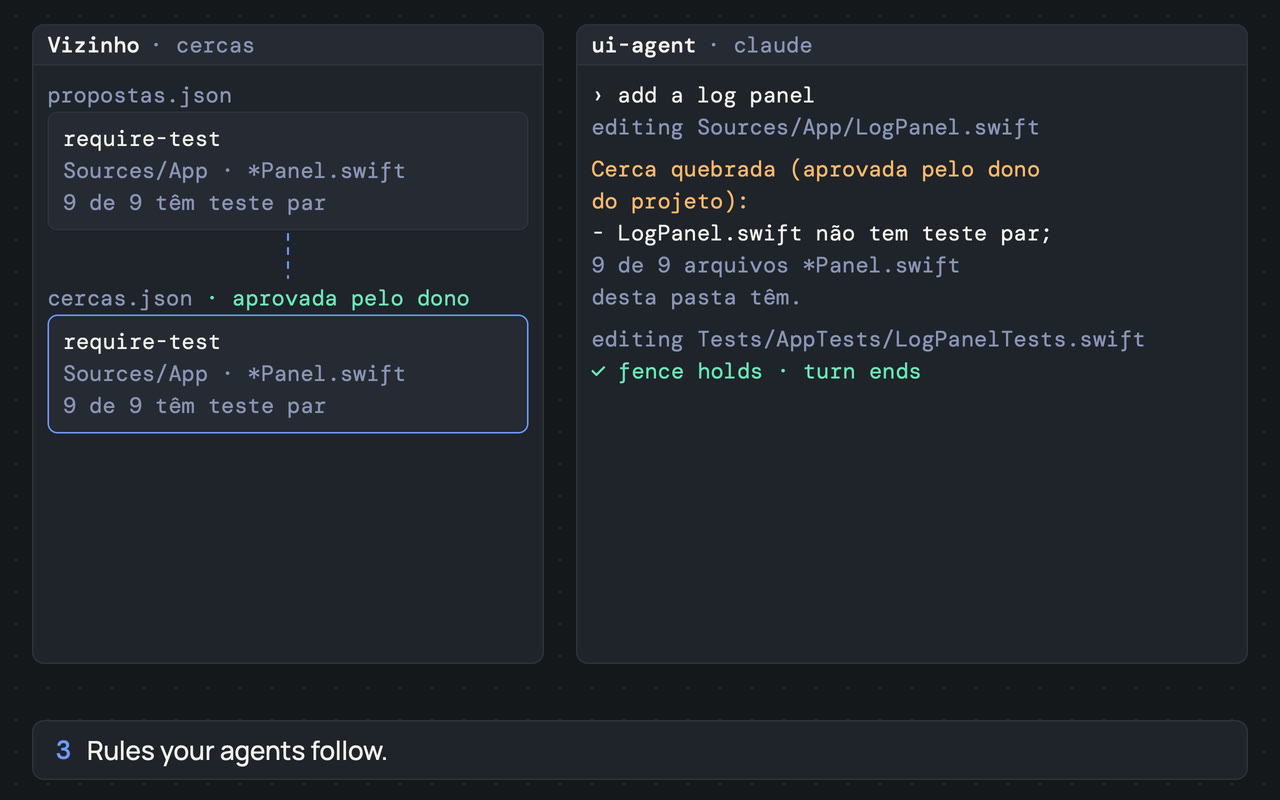 Vizinho · cercas
propostas.json
require-test
Sources/App · *Panel.swift
9 de 9 têm teste par
cercas.json · aprovada pelo dono
require-test
Sources/App · *Panel.swift
9 de 9 têm teste par
ui-agent · claude
› add a log panel
editing Sources/App/LogPanel.swift
Cerca quebrada (aprovada pelo dono
do projeto):
- LogPanel.swift não tem teste par;
9 de 9 arquivos *Panel.swift
desta pasta têm.
editing Tests/AppTests/LogPanelTests.swift
✓ fence holds · turn ends
3 Rules your agents follow.